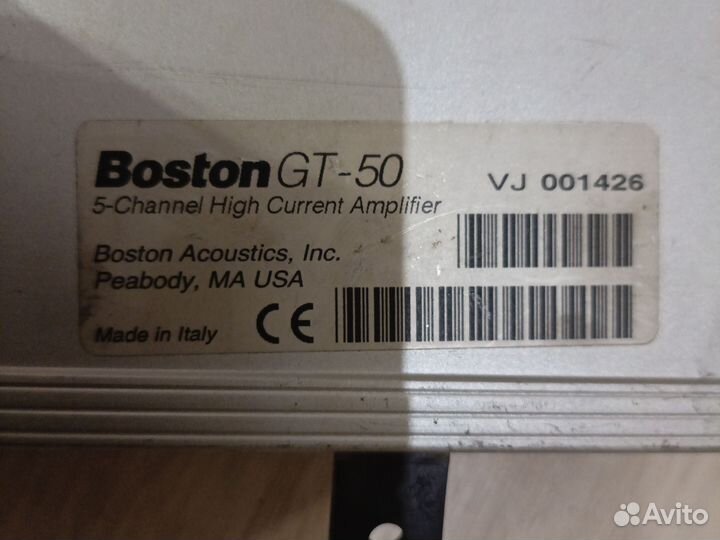 Boston GT-50
VJ 001426
5-Channel High Current Amplifier
Boston Acoustics, Inc.
Peabody, MA USA
Made in Italy
CE
Avito